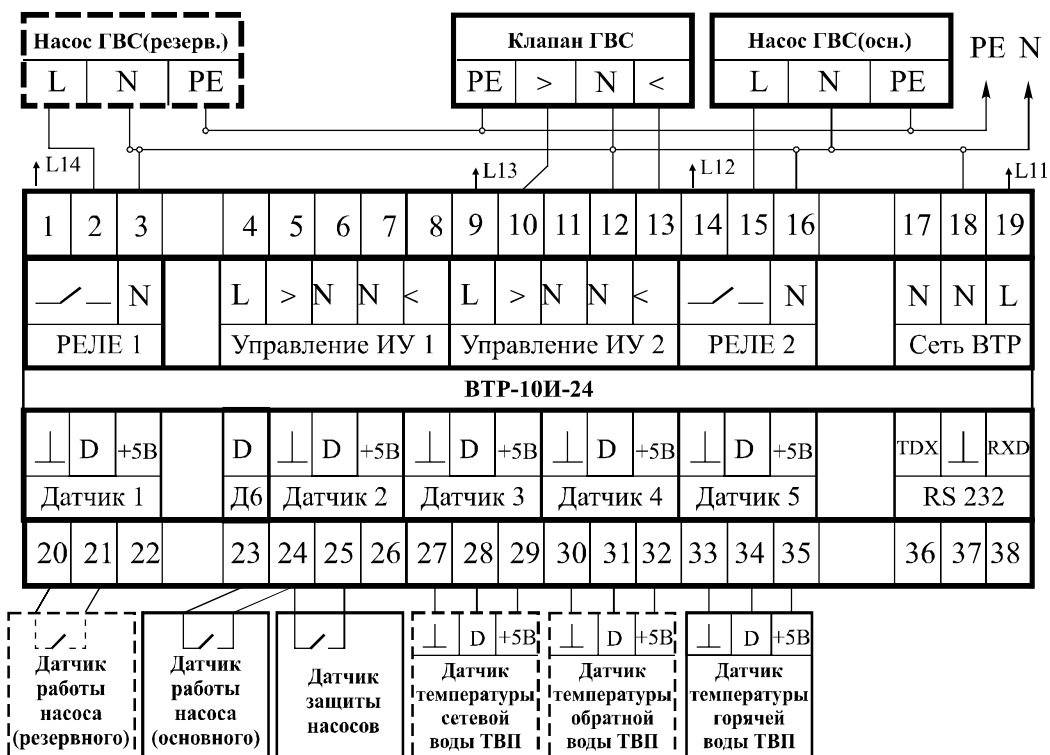 Насос ГВС(резерв.)
L N PE
Клапан ГВС
PE > N <
Насос ГВС(осн.)
L N PE
PE N
L14 L13 L12 L11
1 2 3 4 5 6 7 8 9 10 11 12 13 14 15 16 17 18 19
N L > N N < L > N N < N N N L
РЕЛЕ 1 Управление ИУ 1 Управление ИУ 2 РЕЛЕ 2 Сеть ВТР
ВТР-10И-24
⊥ D +5В D ⊥ D +5В ⊥ D +5В ⊥ D +5В ⊥ D +5В TDX ⊥ RXD
Датчик 1 Д6 Датчик 2 Датчик 3 Датчик 4 Датчик 5 RS 232
20 21 22 23 24 25 26 27 28 29 30 31 32 33 34 35 36 37 38
Датчик
работы
насоса
(резервного)
Датчик
работы
насоса
(основного)
Датчик
защиты
насосов
⊥ D +5В
Датчик
температуры
сетевой
воды ТВП
⊥ D +5В
Датчик
температуры
обратной
воды ТВП
⊥ D +5В
Датчик
температуры
горячей
воды ТВП